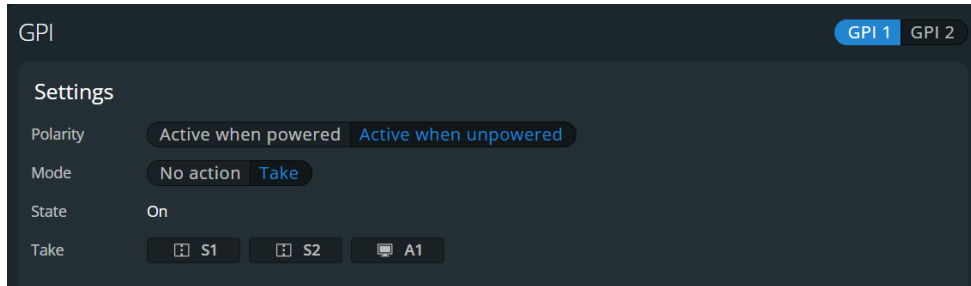 GPI GPI 1 GPI 2
Settings
Polarity Active when powered Active when unpowered
Mode No action Take
State On
Take S1 S2 A1